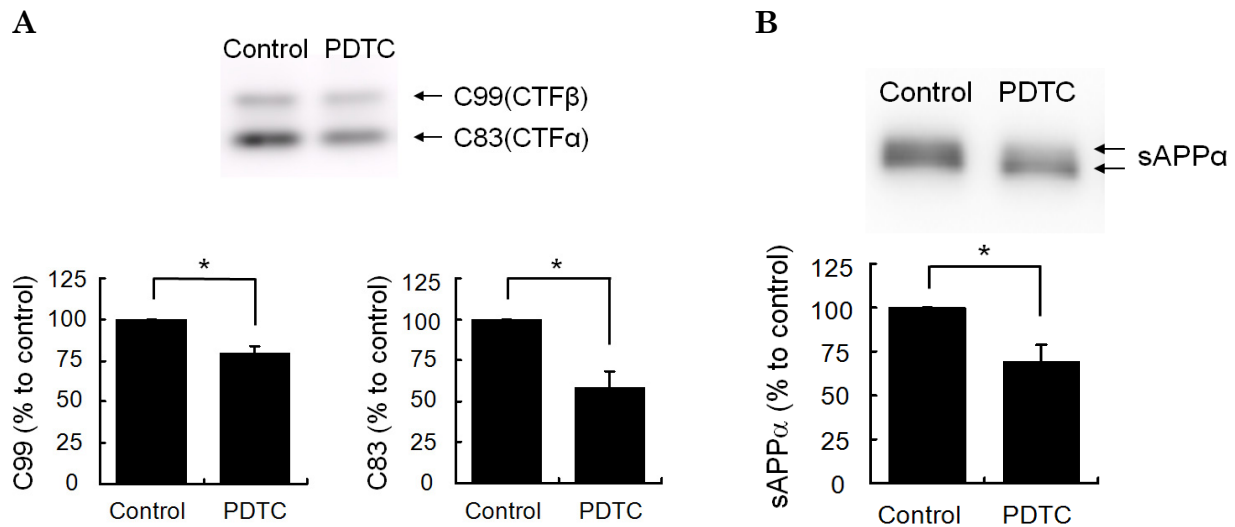 A
Control PDTC
C99(CTFβ)
C83(CTFα)
C99 (% to control)
125
100
75
50
25
0
*
Control PDTC
C83 (% to control)
125
100
75
50
25
0
*
Control PDTC
B
Control PDTC
sAPPα
sAPPα (% to control)
125
100
75
50
25
0
*
Control PDTC